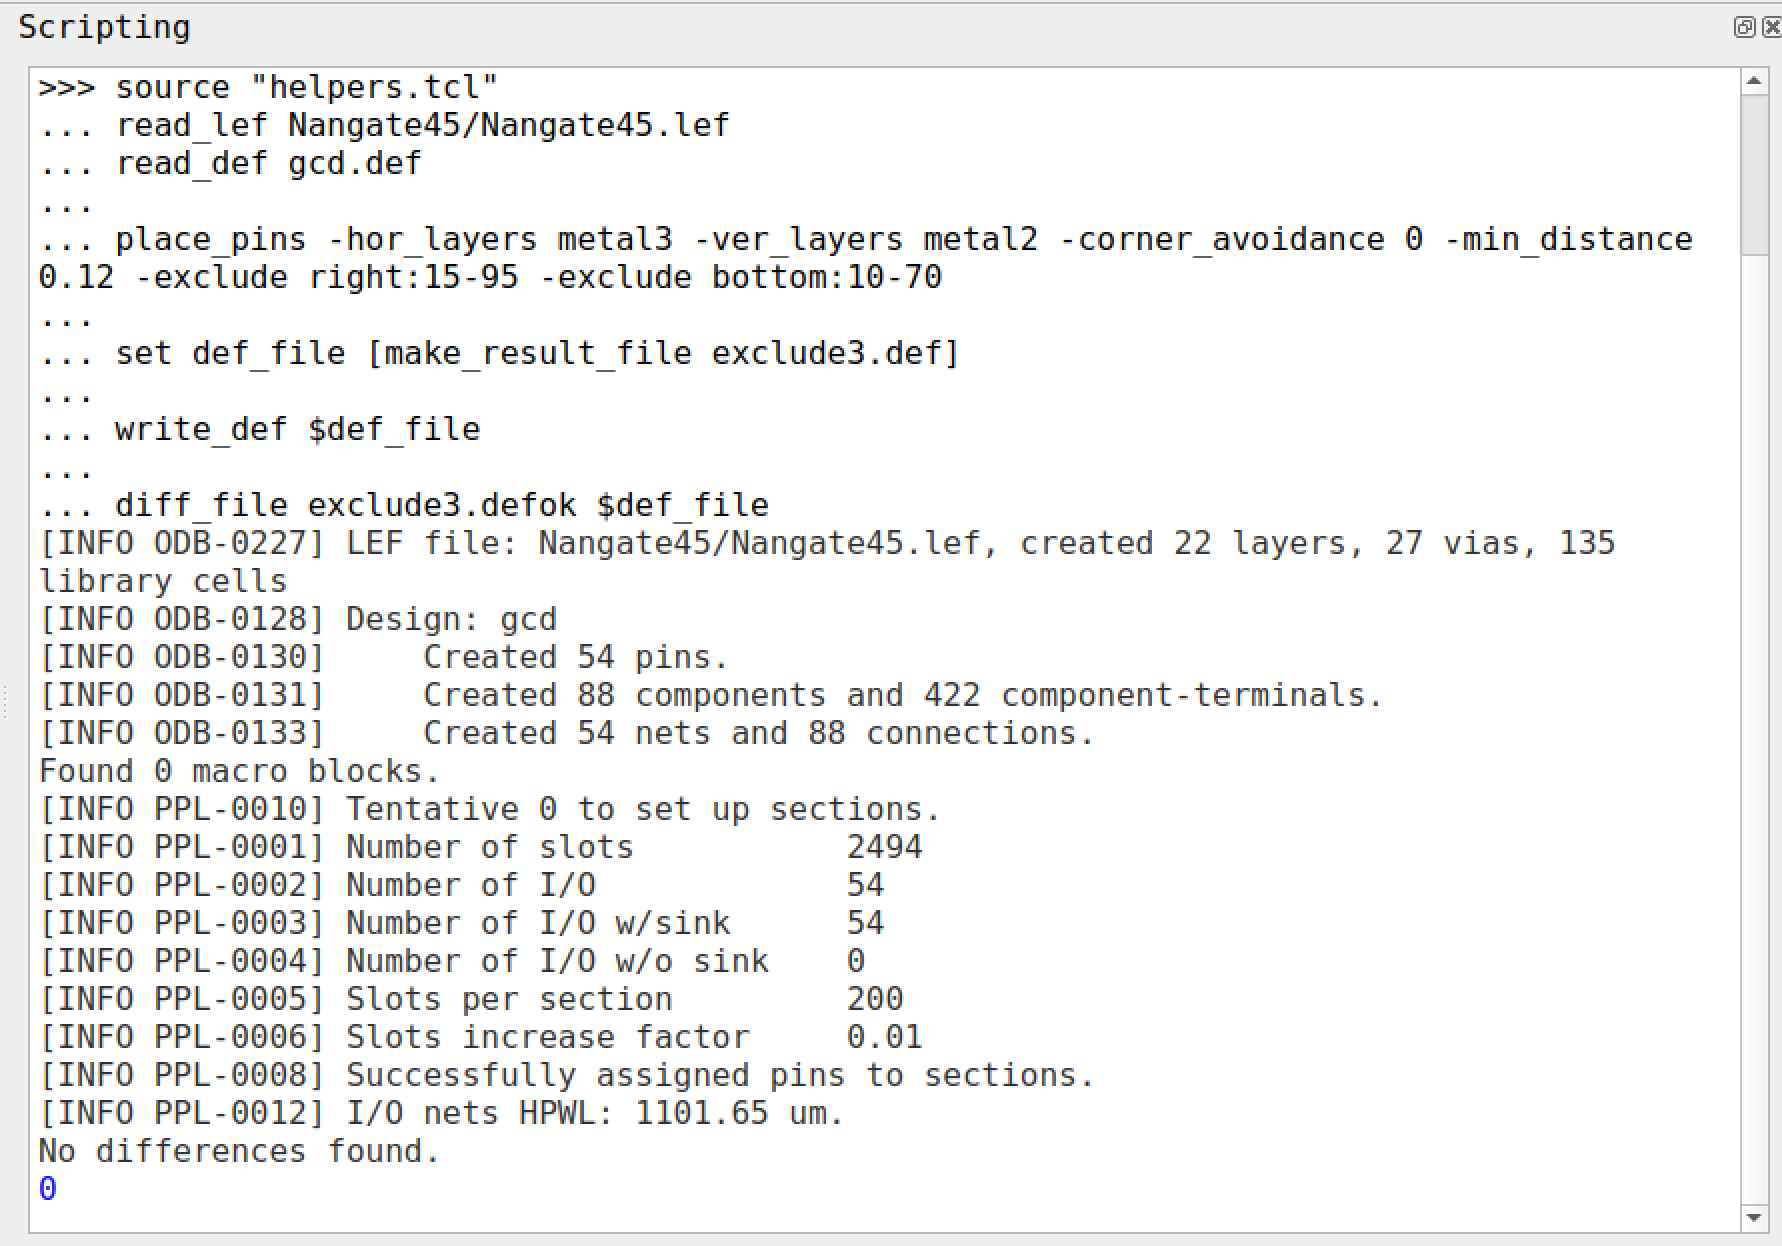 Scripting
>>> source "helpers.tcl"
... read_lef Nangate45/Nangate45.lef
... read_def gcd.def
...
... place_pins -hor_layers metal3 -ver_layers metal2 -corner_avoidance 0 -min_distance
0.12 -exclude right:15-95 -exclude bottom:10-70
...
... set def_file [make_result_file exclude3.def]
...
... write_def $def_file
...
... diff_file exclude3.defok $def_file
[INFO ODB-0227] LEF file: Nangate45/Nangate45.lef, created 22 layers, 27 vias, 135
library cells
[INFO ODB-0128] Design: gcd
[INFO ODB-0130]     Created 54 pins.
[INFO ODB-0131]     Created 88 components and 422 component-terminals.
[INFO ODB-0133]     Created 54 nets and 88 connections.
Found 0 macro blocks.
[INFO PPL-0010] Tentative 0 to set up sections.
[INFO PPL-0001] Number of slots           2494
[INFO PPL-0002] Number of I/O             54
[INFO PPL-0003] Number of I/O w/sink      54
[INFO PPL-0004] Number of I/O w/o sink    0
[INFO PPL-0005] Slots per section         200
[INFO PPL-0006] Slots increase factor     0.01
[INFO PPL-0008] Successfully assigned pins to sections.
[INFO PPL-0012] I/O nets HPWL: 1101.65 um.
No differences found.
0